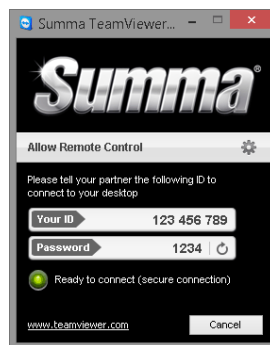 Summa TeamViewer...
Summa®
Allow Remote Control
Please tell your partner the following ID to
connect to your desktop
Your ID 123 456 789
Password 1234
Ready to connect (secure connection)
www.teamviewer.com Cancel